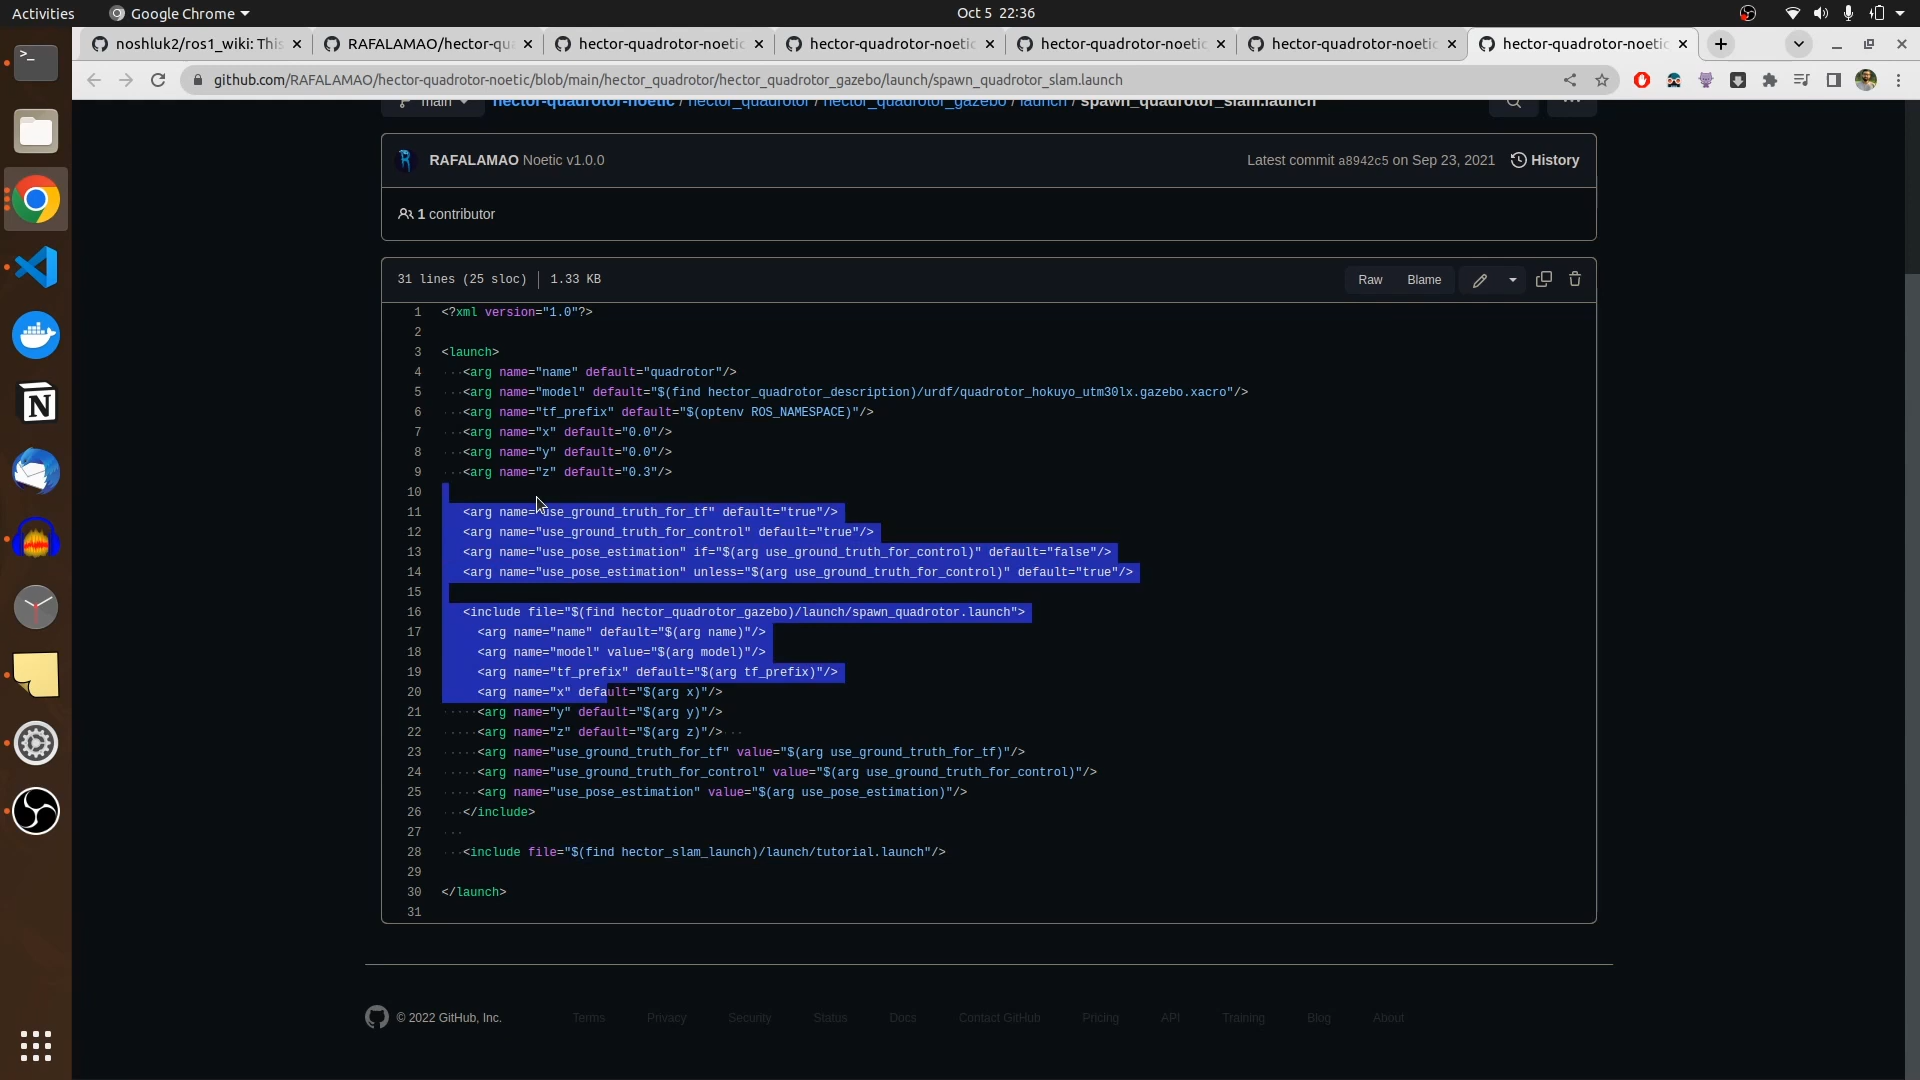 Activities
Google Chrome
Oct 5 22:36
noshluk2/ros1_wiki: This
RAFALAMAO/hector-qu
hector-quadrotor-noetic
hector-quadrotor-noetic
hector-quadrotor-noetic
hector-quadrotor-noetic
hector-quadrotor-noetic
github.com/RAFALAMAO/hector-quadrotor-noetic/blob/main/hector_quadrotor/hector_quadrotor_gazebo/launch/spawn_quadrotor_slam.launch
main
hector-quadrotor-noetic / hector_quadrotor / hector_quadrotor_gazebo / launch / spawn_quadrotor_slam.launch
RAFALAMAO Noetic v1.0.0
Latest commit a8942c5 on Sep 23, 2021
History
1 contributor
31 lines (25 sloc) | 1.33 KB
Raw
Blame
1 <?xml version="1.0"?>
2
3 <launch>
4 ···<arg name="name" default="quadrotor"/>
5 ···<arg name="model" default="$(find hector_quadrotor_description)/urdf/quadrotor_hokuyo_utm30lx.gazebo.xacro"/>
6 ···<arg name="tf_prefix" default="$(optenv ROS_NAMESPACE)"/>
7 ···<arg name="x" default="0.0"/>
8 ···<arg name="y" default="0.0"/>
9 ···<arg name="z" default="0.3"/>
10
11 <arg name="use_ground_truth_for_tf" default="true"/>
12 <arg name="use_ground_truth_for_control" default="true"/>
13 <arg name="use_pose_estimation" if="$(arg use_ground_truth_for_control)" default="false"/>
14 <arg name="use_pose_estimation" unless="$(arg use_ground_truth_for_control)" default="true"/>
15
16 <include file="$(find hector_quadrotor_gazebo)/launch/spawn_quadrotor.launch">
17 <arg name="name" default="$(arg name)"/>
18 <arg name="model" value="$(arg model)"/>
19 <arg name="tf_prefix" default="$(arg tf_prefix)"/>
20 <arg name="x" default="$(arg x)"/>
21 ·····<arg name="y" default="$(arg y)"/>
22 ·····<arg name="z" default="$(arg z)"/>···
23 ·····<arg name="use_ground_truth_for_tf" value="$(arg use_ground_truth_for_tf)"/>
24 ·····<arg name="use_ground_truth_for_control" value="$(arg use_ground_truth_for_control)"/>
25 ·····<arg name="use_pose_estimation" value="$(arg use_pose_estimation)"/>
26 ···</include>
27 ···
28 ···<include file="$(find hector_slam_launch)/launch/tutorial.launch"/>
29
30 </launch>
31
© 2022 GitHub, Inc.
Terms
Privacy
Security
Status
Docs
Contact GitHub
Pricing
API
Training
Blog
About